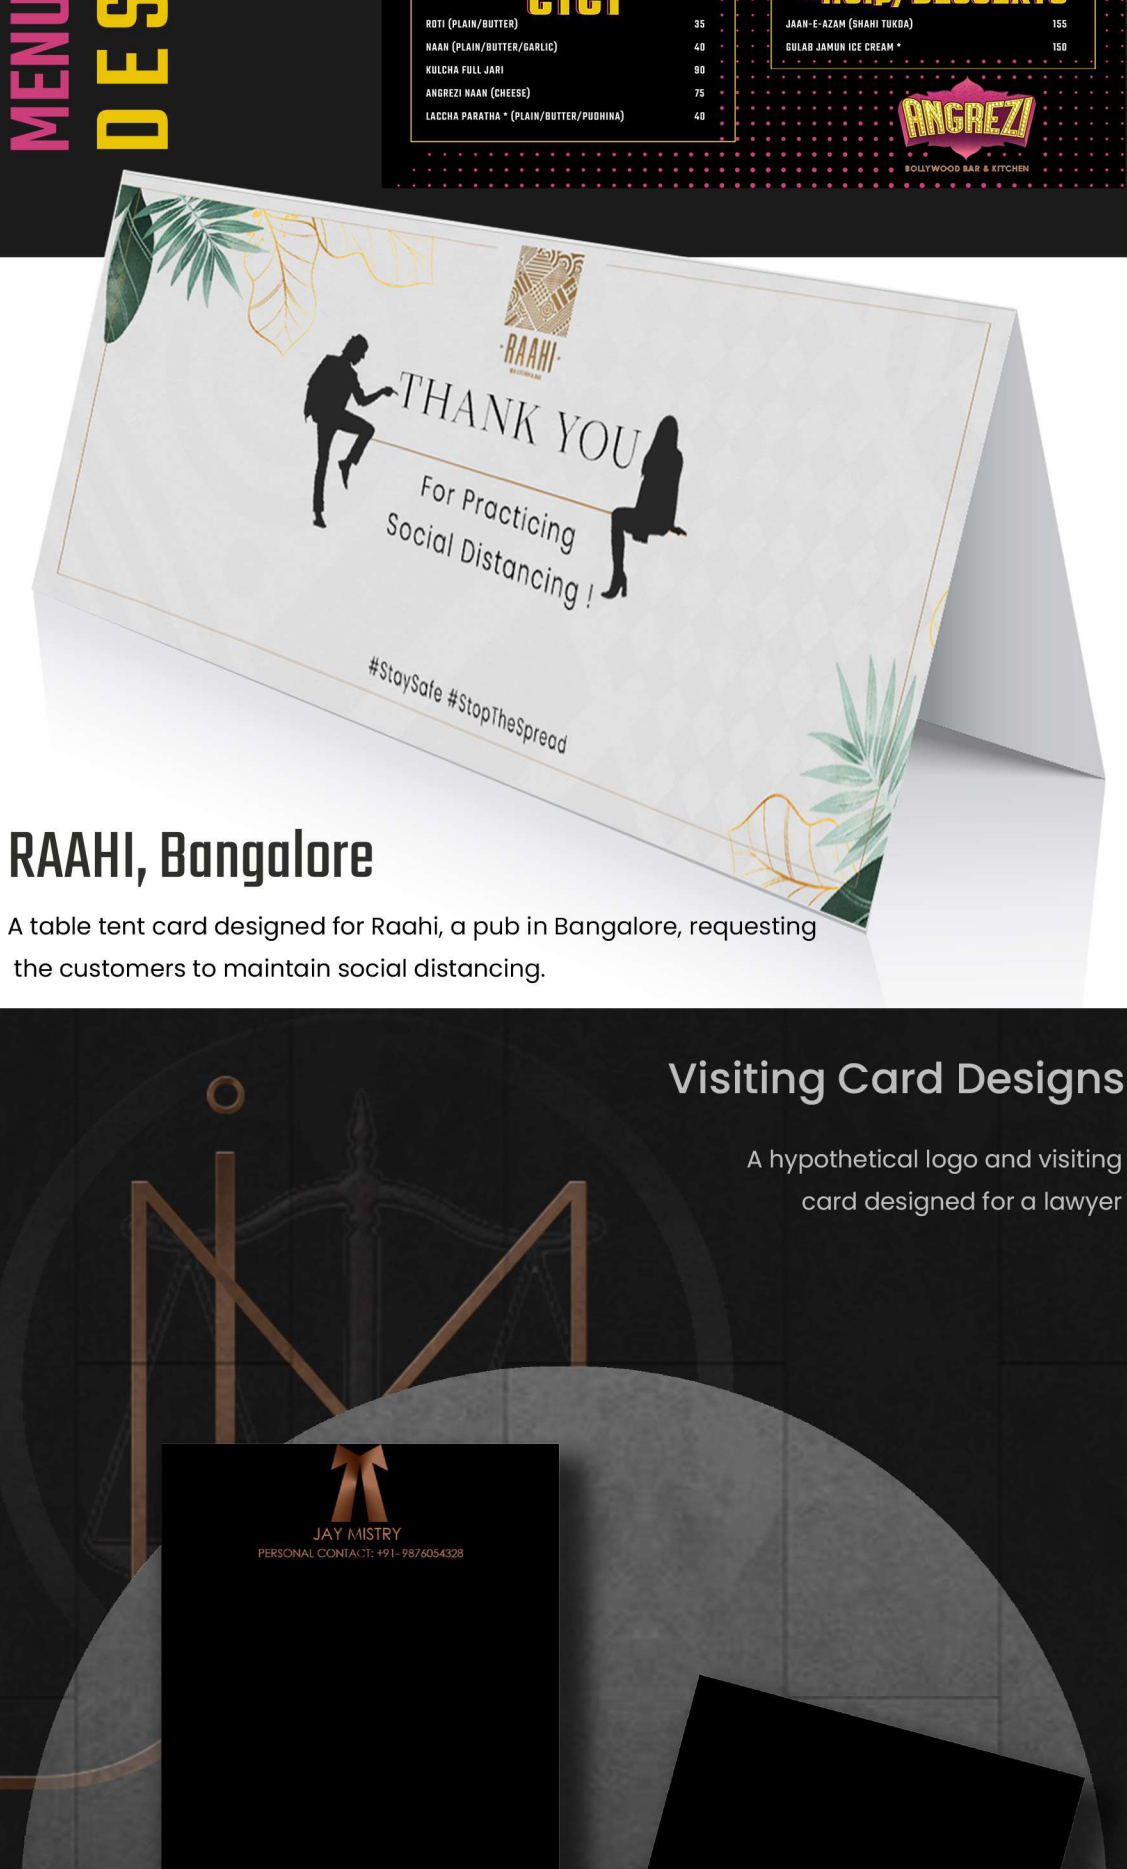 MENU
DES
ROTI (PLAIN/BUTTER) 35
NAAN (PLAIN/BUTTER/GARLIC) 40
KULCHA FULL JARI 90
ANGREZI NAAN (CHEESE) 75
LACCHA PARATHA * (PLAIN/BUTTER/PUDHINA) 40
JAAN-E-AZAM (SHAHI TUKDA) 155
GULAB JAMUN ICE CREAM * 150
ANGREZI
BOLLYWOOD BAR & KITCHEN
·RAAHI·
THANK YOU
For Practicing
Social Distancing !
#StaySafe #StopTheSpread
RAAHI, Bangalore
A table tent card designed for Raahi, a pub in Bangalore, requesting
the customers to maintain social distancing.
Visiting Card Designs
A hypothetical logo and visiting
card designed for a lawyer
JAY MISTRY
PERSONAL CONTACT: +91- 9876054328